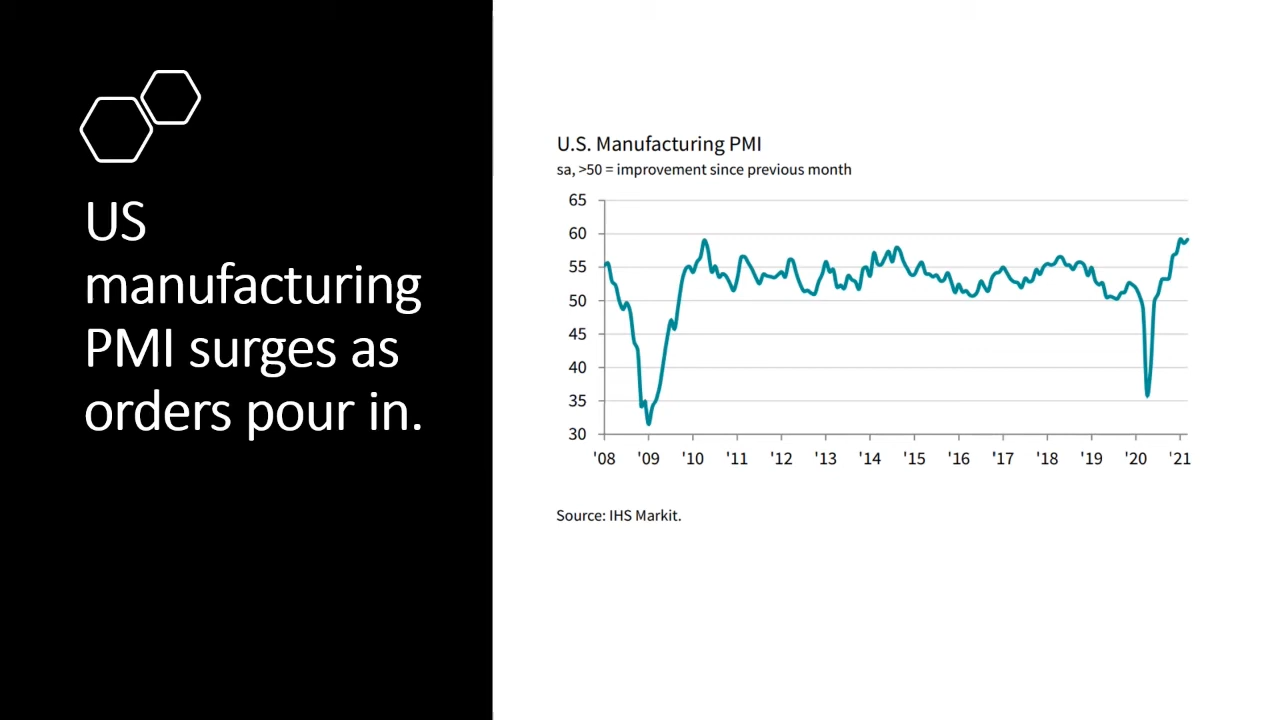 US
manufacturing
PMI surges as
orders pour in.
U.S. Manufacturing PMI
sa, >50 = improvement since previous month
65
60
55
50
45
40
35
30
'08 '09 '10 '11 '12 '13 '14 '15 '16 '17 '18 '19 '20 '21
Source: IHS Markit.